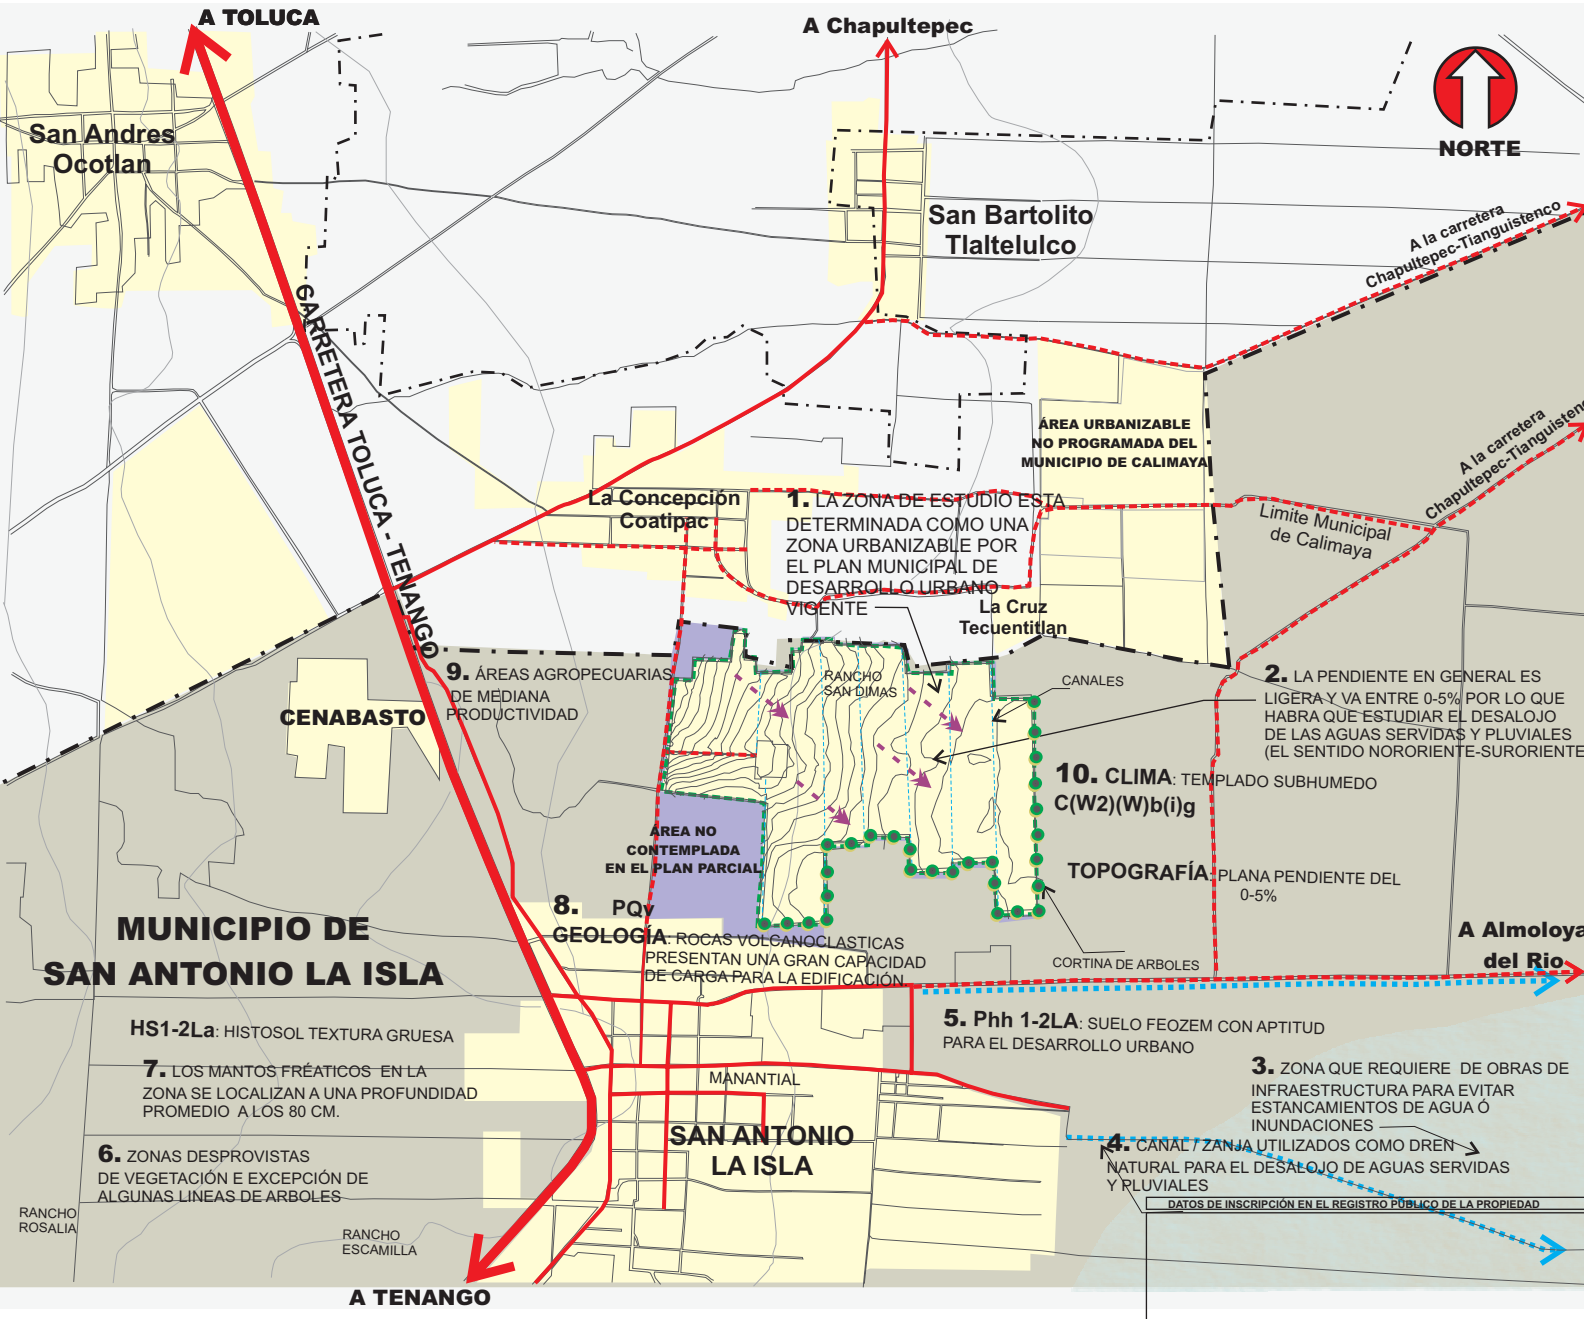 A TOLUCA
A Chapultepec
NORTE
San Andres
Ocotlan
San Bartolito
Tlaltelulco
A la carretera
Chapultepec-Tianguistenco
CARRETERA TOLUCA - TENANGO
ÁREA URBANIZABLE
NO PROGRAMADA DEL
MUNICIPIO DE CALIMAYA
A la carretera
Chapultepec-Tianguistenco
La Concepción
Coatipac
1. LA ZONA DE ESTUDIO ESTA
DETERMINADA COMO UNA
ZONA URBANIZABLE POR
EL PLAN MUNICIPAL DE
DESARROLLO URBANO
VIGENTE
Limite Municipal
de Calimaya
La Cruz
Tecuentitlan
9. ÁREAS AGROPECUARIAS
DE MEDIANA
PRODUCTIVIDAD
CENABASTO
RANCHO
SAN DIMAS
CANALES
2. LA PENDIENTE EN GENERAL ES
LIGERA Y VA ENTRE 0-5% POR LO QUE
HABRA QUE ESTUDIAR EL DESALOJO
DE LAS AGUAS SERVIDAS Y PLUVIALES
(EL SENTIDO NORORIENTE-SURORIENTE
10. CLIMA: TEMPLADO SUBHUMEDO
C(W2)(W)b(i)g
ÁREA NO
CONTEMPLADA
EN EL PLAN PARCIAL
TOPOGRAFÍA: PLANA PENDIENTE DEL
0-5%
8. PQv
GEOLOGÍA: ROCAS VOLCANOCLASTICAS
PRESENTAN UNA GRAN CAPACIDAD
DE CARGA PARA LA EDIFICACIÓN.
MUNICIPIO DE
SAN ANTONIO LA ISLA
CORTINA DE ARBOLES
A Almoloya
del Rio
HS1-2La: HISTOSOL TEXTURA GRUESA
5. Phh 1-2LA: SUELO FEOZEM CON APTITUD
PARA EL DESARROLLO URBANO
7. LOS MANTOS FRÉATICOS EN LA
ZONA SE LOCALIZAN A UNA PROFUNDIDAD
PROMEDIO A LOS 80 CM.
MANANTIAL
3. ZONA QUE REQUIERE DE OBRAS DE
INFRAESTRUCTURA PARA EVITAR
ESTANCAMIENTOS DE AGUA Ó
INUNDACIONES
SAN ANTONIO
LA ISLA
4. CANAL / ZANJA UTILIZADOS COMO DREN
NATURAL PARA EL DESALOJO DE AGUAS SERVIDAS
Y PLUVIALES
6. ZONAS DESPROVISTAS
DE VEGETACIÓN E EXCEPCIÓN DE
ALGUNAS LINEAS DE ARBOLES
DATOS DE INSCRIPCIÓN EN EL REGISTRO PÚBLICO DE LA PROPIEDAD
RANCHO
ROSALIA
RANCHO
ESCAMILLA
A TENANGO